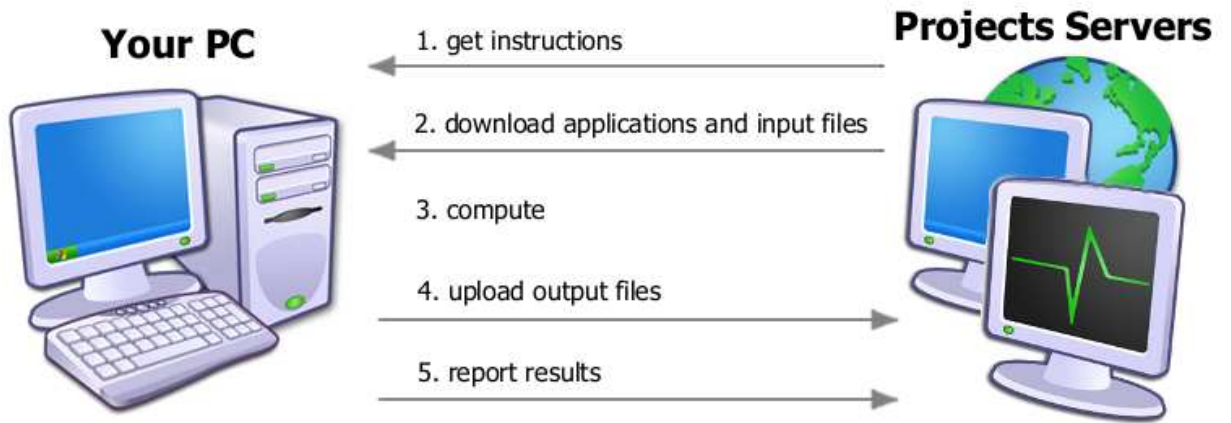 Your PC
Projects Servers
1. get instructions
2. download applications and input files
3. compute
4. upload output files
5. report results